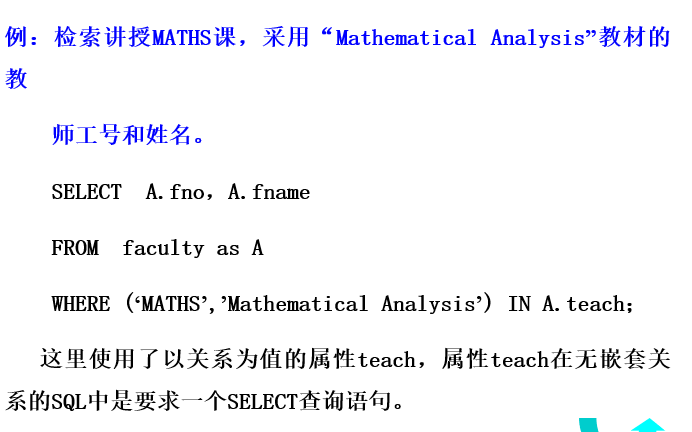 例：检索讲授MATHS课，采用“Mathematical Analysis”教材的
教
师工号和姓名。
SELECT A.fno，A.fname
FROM faculty as A
WHERE (‘MATHS’,’Mathematical Analysis’) IN A.teach；
这里使用了以关系为值的属性teach，属性teach在无嵌套关
系的SQL中是要求一个SELECT查询语句。